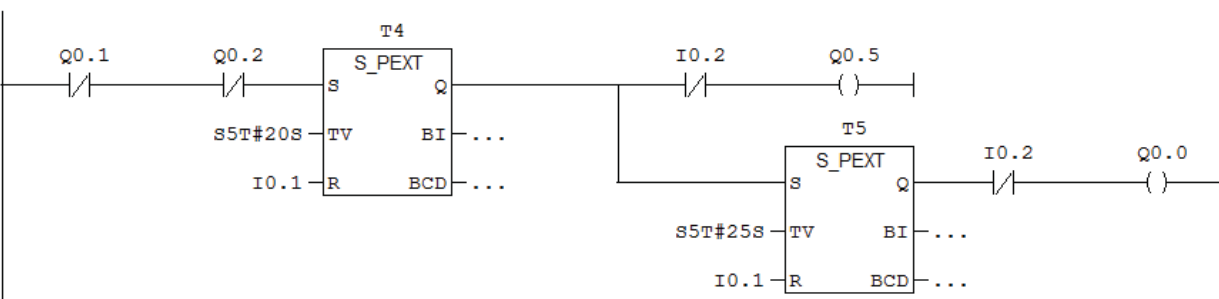 T4
Q0.1 Q0.2 I0.2 Q0.5
S_PEXT
S Q
S5T#20S TV BI ...
T5
S_PEXT
I0.2 Q0.0
I0.1 R BCD ...
S Q
S5T#25S TV BI ...
I0.1 R BCD ...